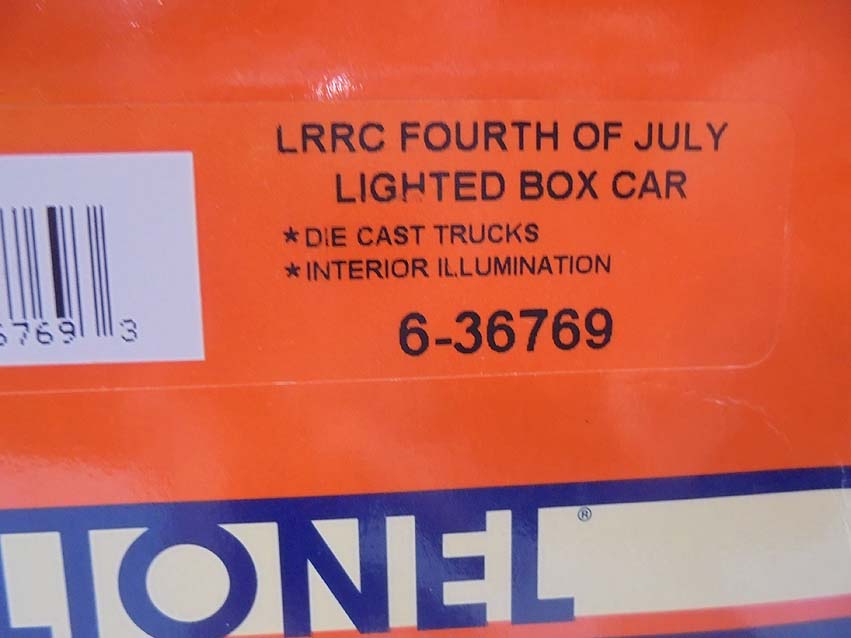 LRRC FOURTH OF JULY
LIGHTED BOX CAR
*DIE CAST TRUCKS
*INTERIOR ILLUMINATION
6-36769
6769 3
LIONEL®